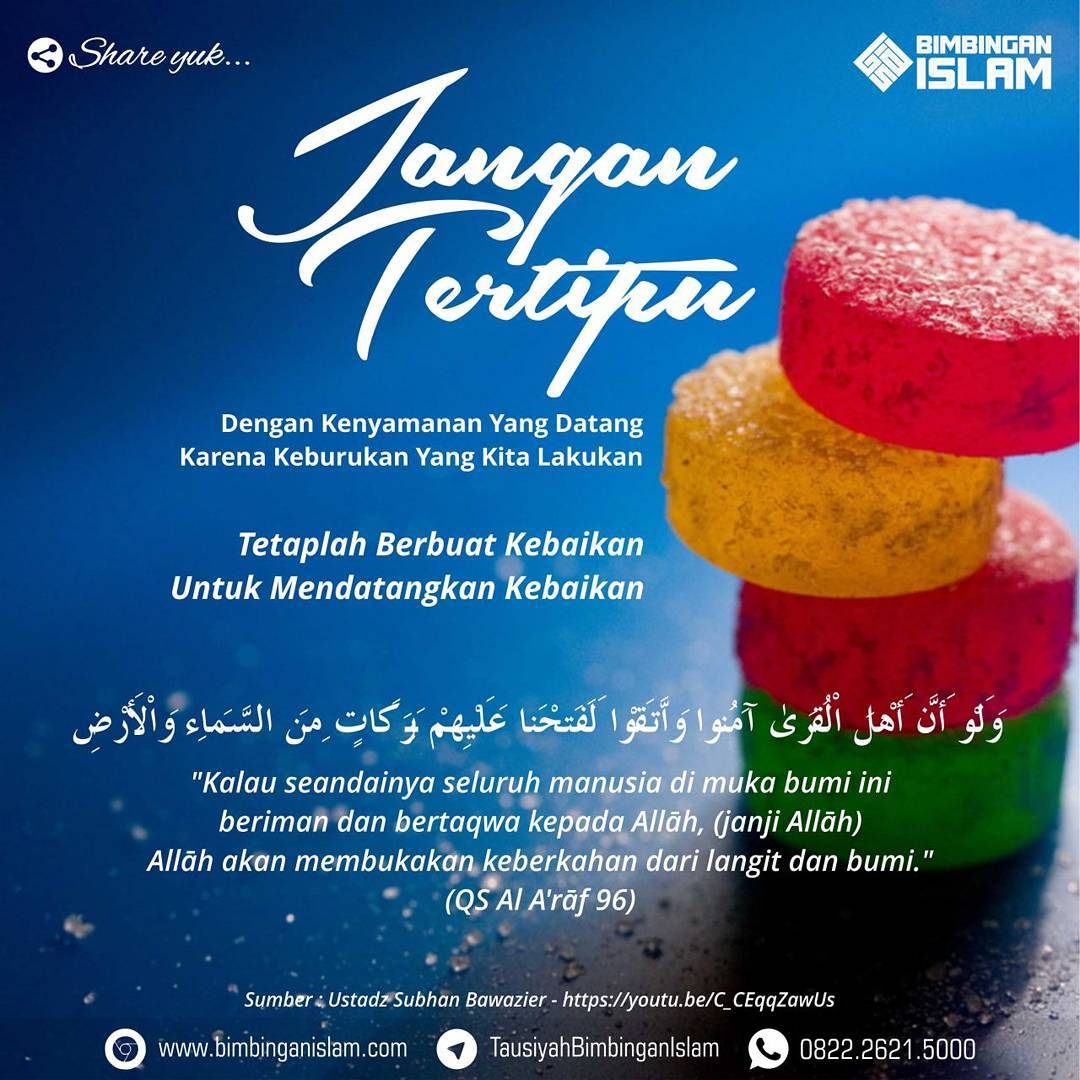 Share yuk...
BIMBINGAN
ISLAM
Jangan
Tertipu
Dengan Kenyamanan Yang Datang
Karena Keburukan Yang Kita Lakukan
Tetaplah Berbuat Kebaikan
Untuk Mendatangkan Kebaikan
وَلَوْ أَنَّ أَهْلَ الْقُرَىٰ آمَنُوا وَاتَّقَوْا لَفَتَحْنَا عَلَيْهِمْ بَرَكَاتٍ مِنَ السَّمَاءِ وَالْأَرْضِ
"Kalau seandainya seluruh manusia di muka bumi ini
beriman dan bertaqwa kepada Allāh, (janji Allāh)
Allāh akan membukakan keberkahan dari langit dan bumi."
(QS Al A'rāf 96)
Sumber : Ustadz Subhan Bawazier - https://youtu.be/C_CEqqZawUs
www.bimbinganislam.com TausiyahBimbinganIslam 0822.2621.5000